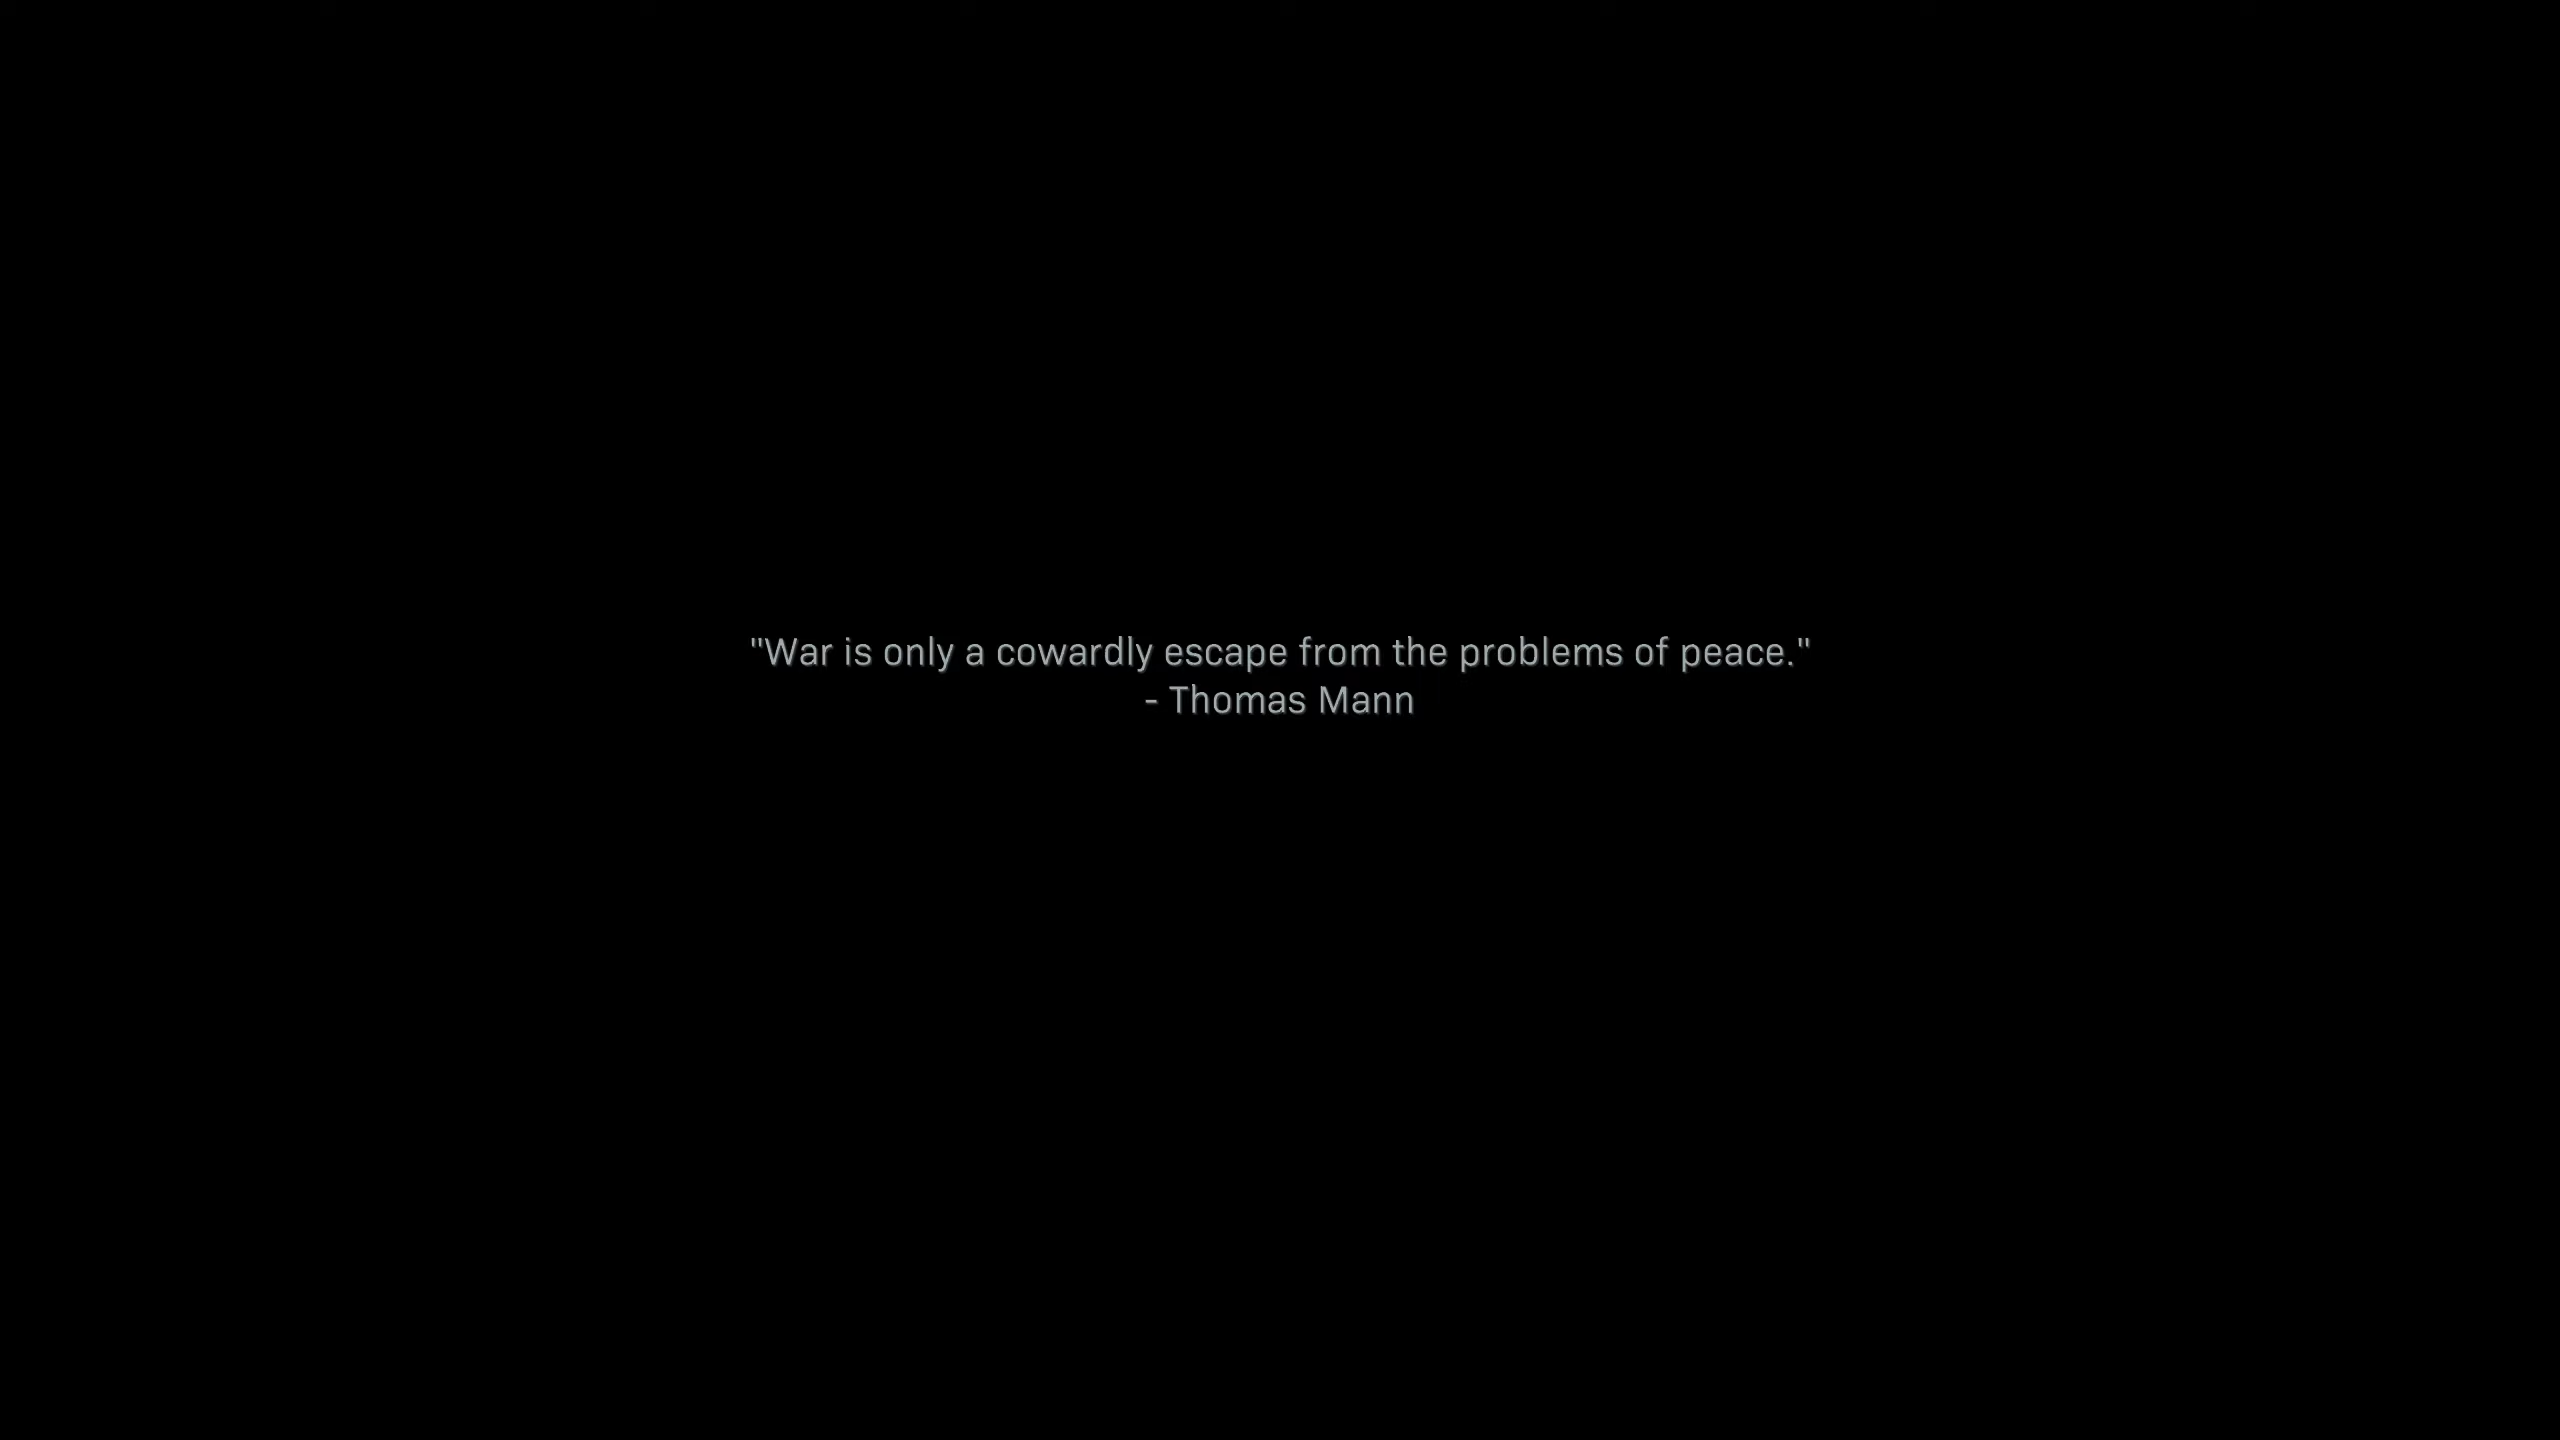 "War is only a cowardly escape from the problems of peace."
- Thomas Mann